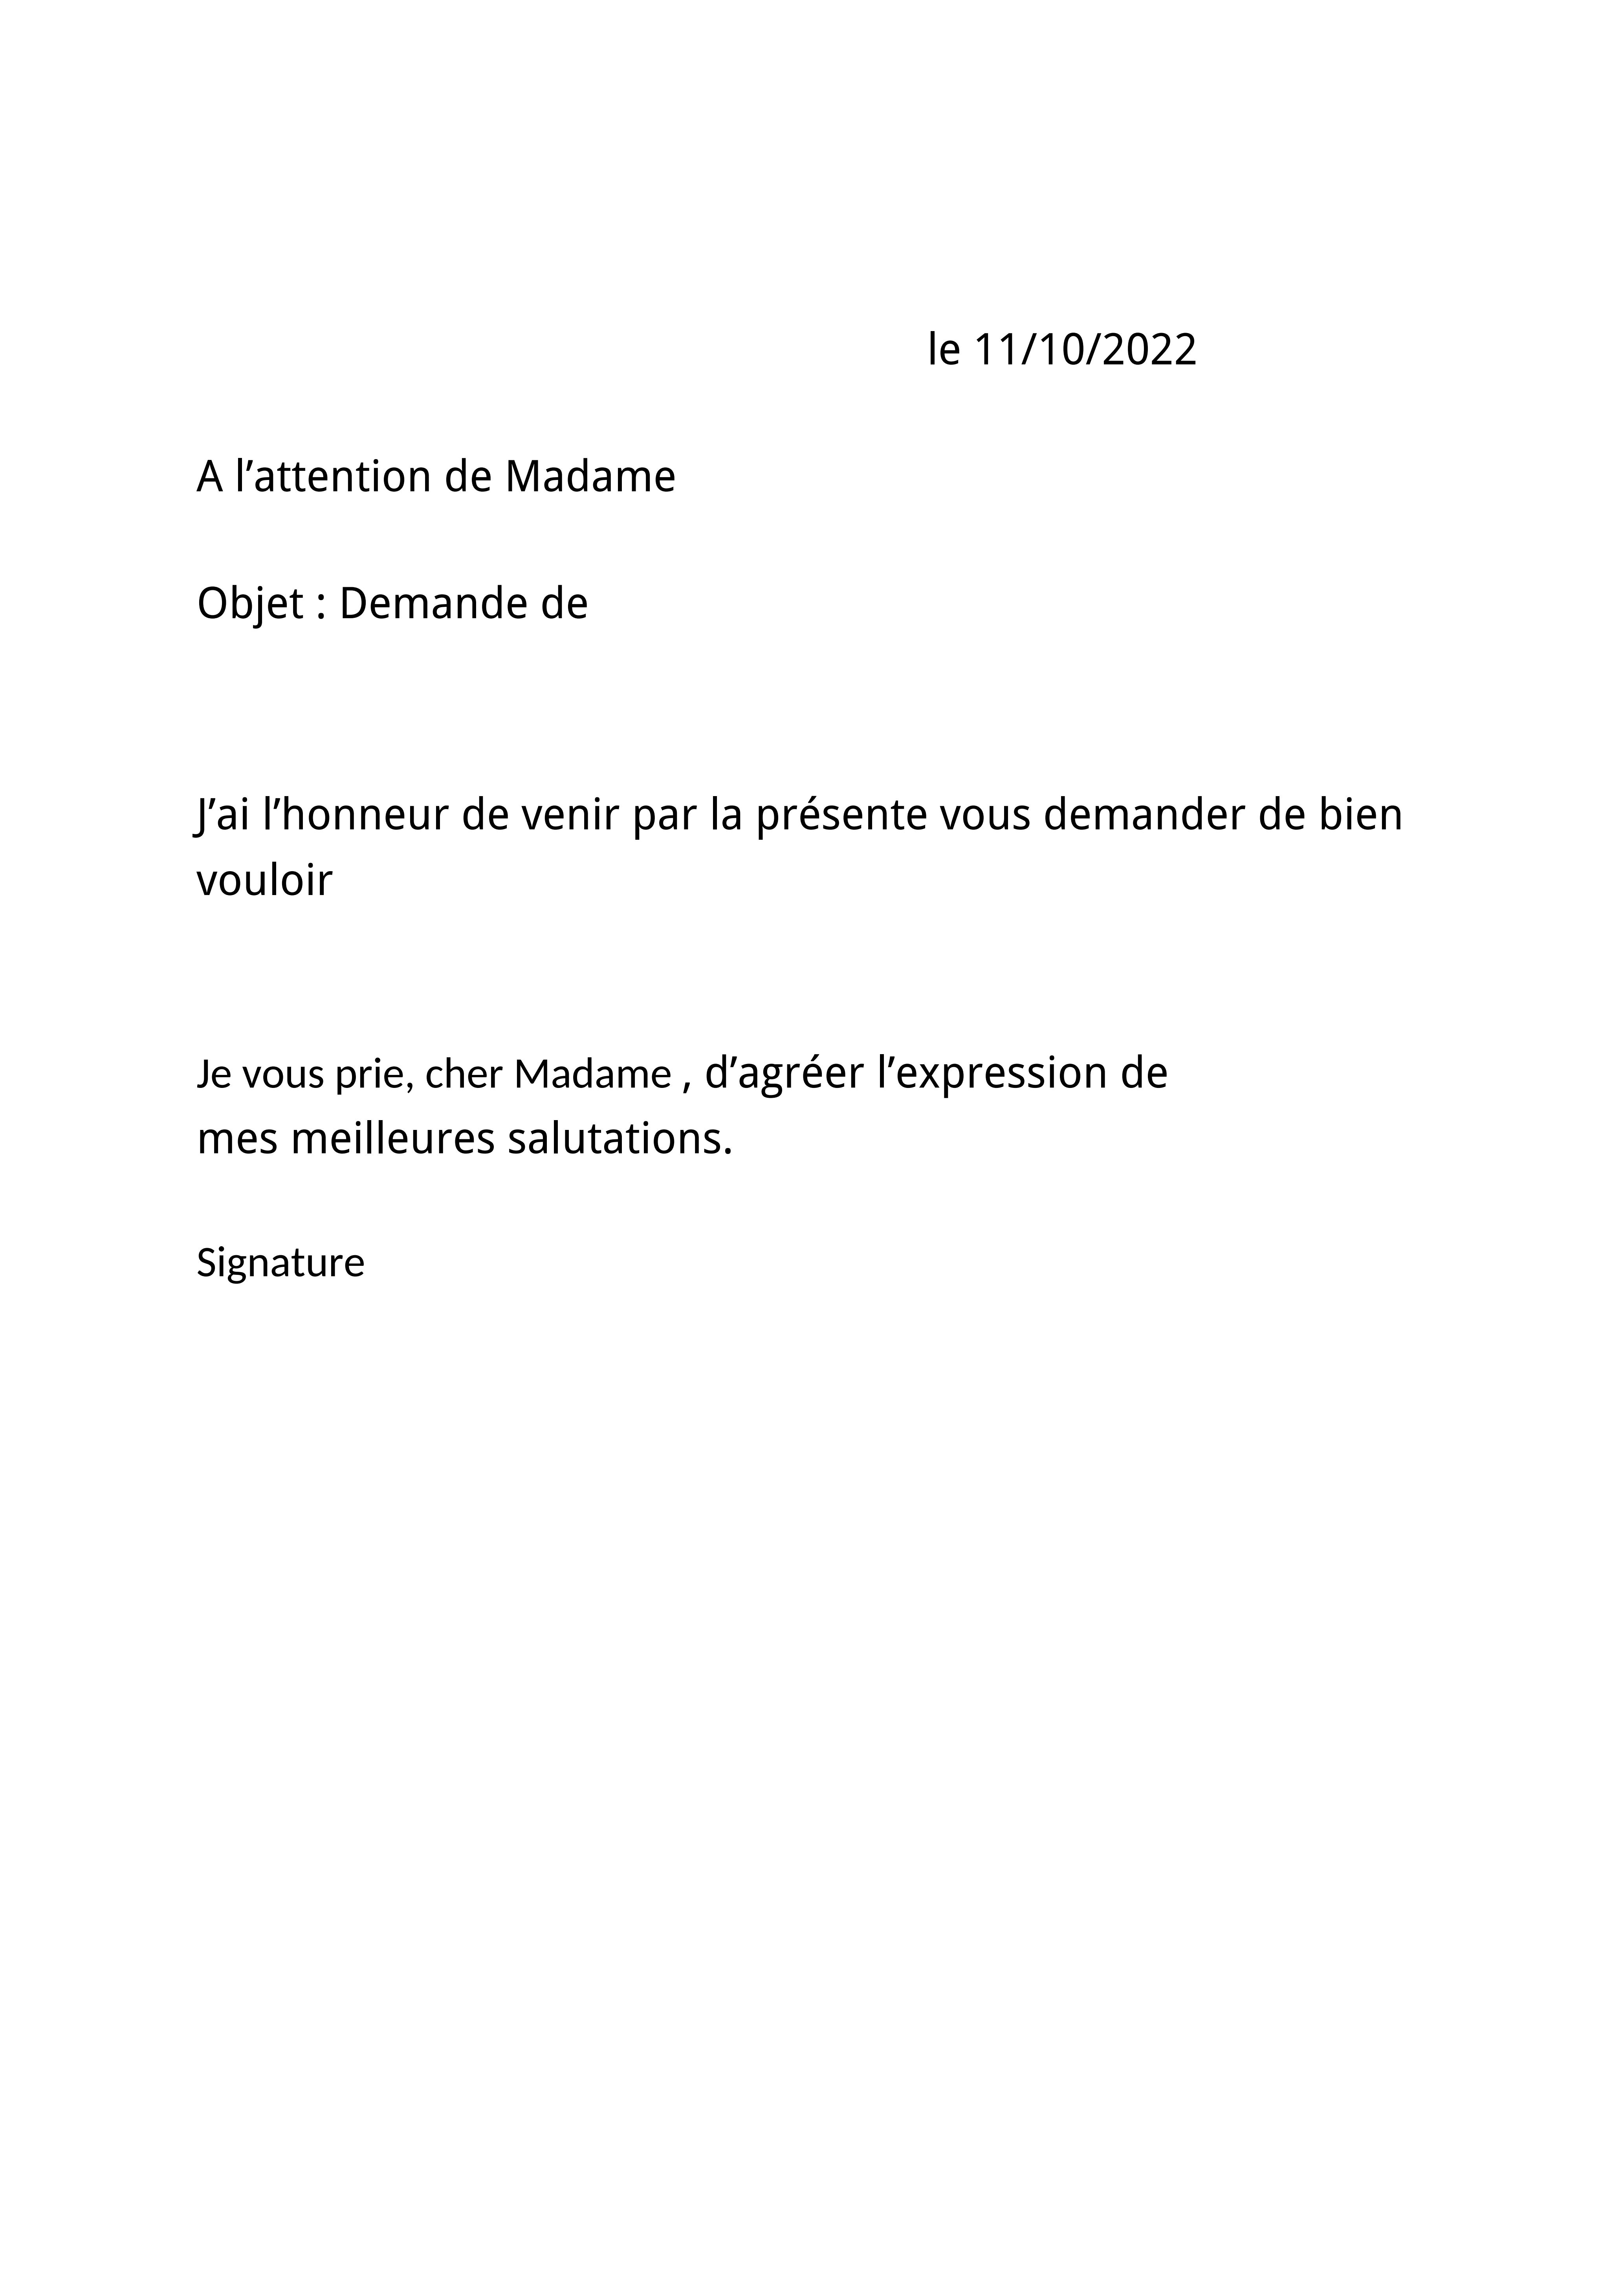 le 11/10/2022
A l’attention de Madame
Objet : Demande de
J’ai l’honneur de venir par la présente vous demander de bien
vouloir
Je vous prie, cher Madame , d’agréer l’expression de
mes meilleures salutations.
Signature